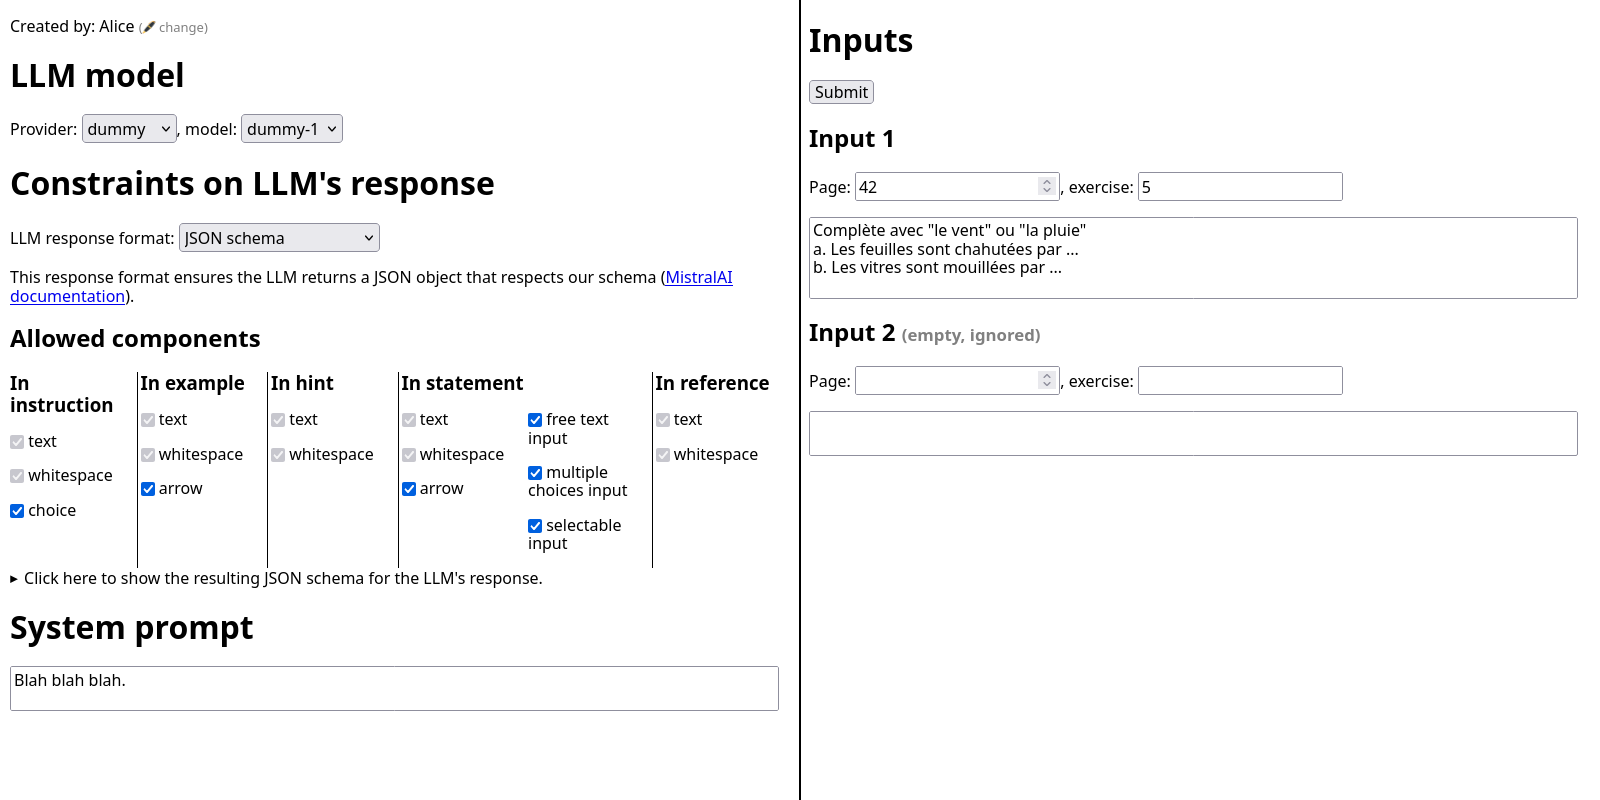 Created by: Alice (🖋 change)
LLM model
Provider: dummy, model: dummy-1
Constraints on LLM's response
LLM response format: JSON schema
This response format ensures the LLM returns a JSON object that respects our schema (MistralAI
documentation).
Allowed components
In
instruction
text
whitespace
choice
In example
text
whitespace
arrow
In hint
text
whitespace
In statement
text
whitespace
arrow
free text
input
multiple
choices input
selectable
input
In reference
text
whitespace
▸ Click here to show the resulting JSON schema for the LLM's response.
System prompt
Blah blah blah.
Inputs
Submit
Input 1
Page: 42, exercise: 5
Complète avec "le vent" ou "la pluie"
a. Les feuilles sont chahutées par ...
b. Les vitres sont mouillées par ...
Input 2 (empty, ignored)
Page: , exercise: